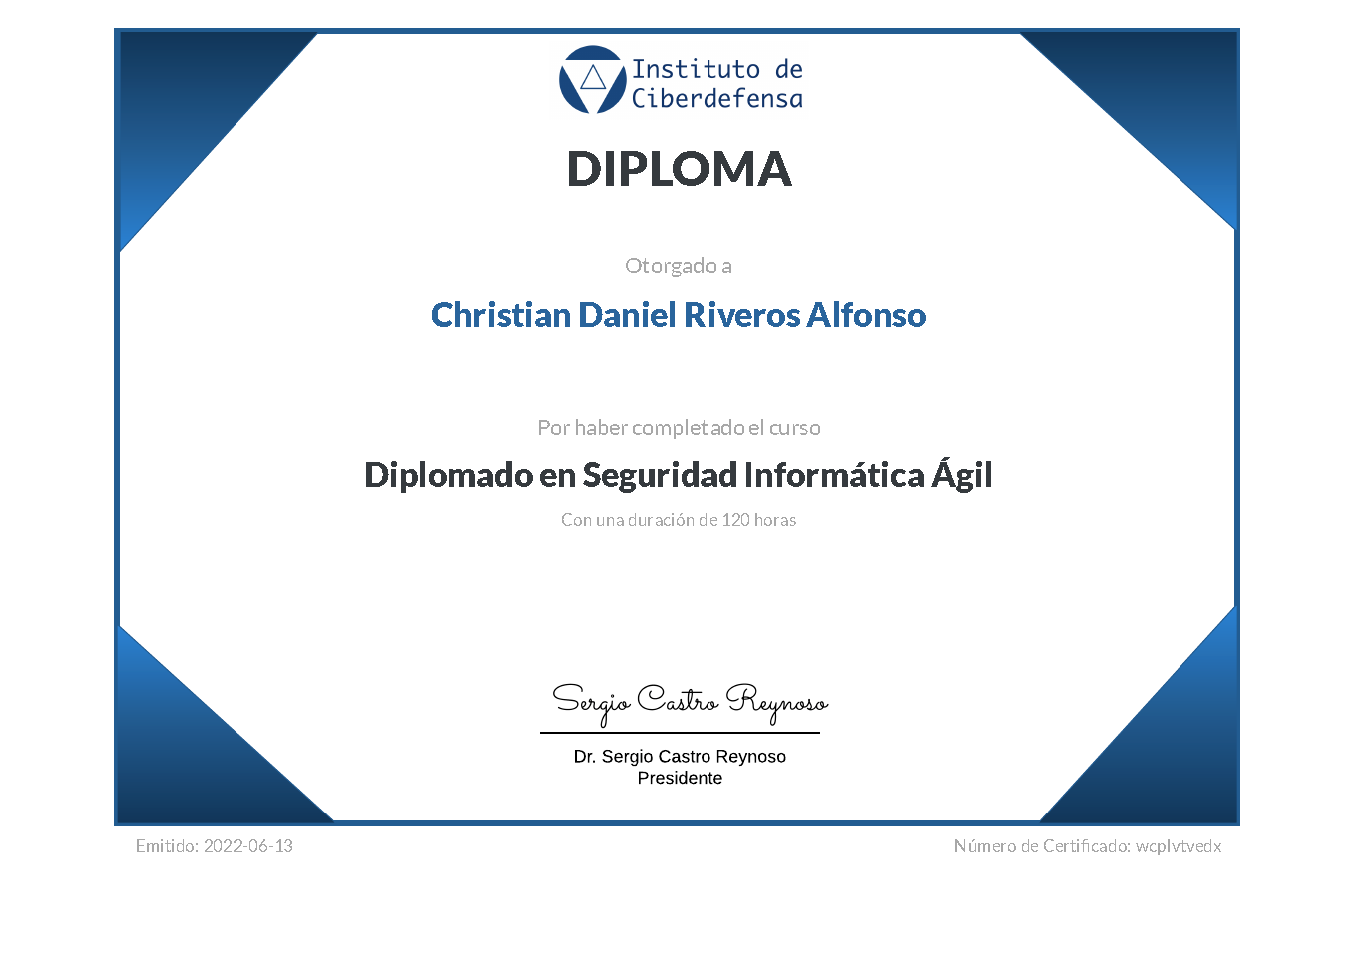 Instituto de
Ciberdefensa
DIPLOMA
Otorgado a
Christian Daniel Riveros Alfonso
Por haber completado el curso
Diplomado en Seguridad Informática Ágil
Con una duración de 120 horas
Sergio Castro Reynoso
Dr. Sergio Castro Reynoso
Presidente
Emitido: 2022-06-13
Número de Certificado: wcplvtvedx